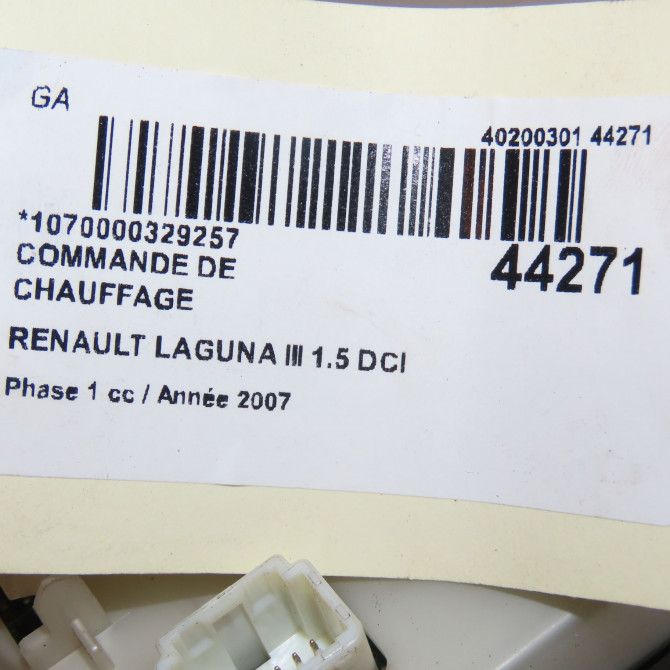 GA
40200301 44271
*1070000329257
44271
COMMANDE DE
CHAUFFAGE
RENAULT LAGUNA III 1.5 DCI
Phase 1 cc / Année 2007